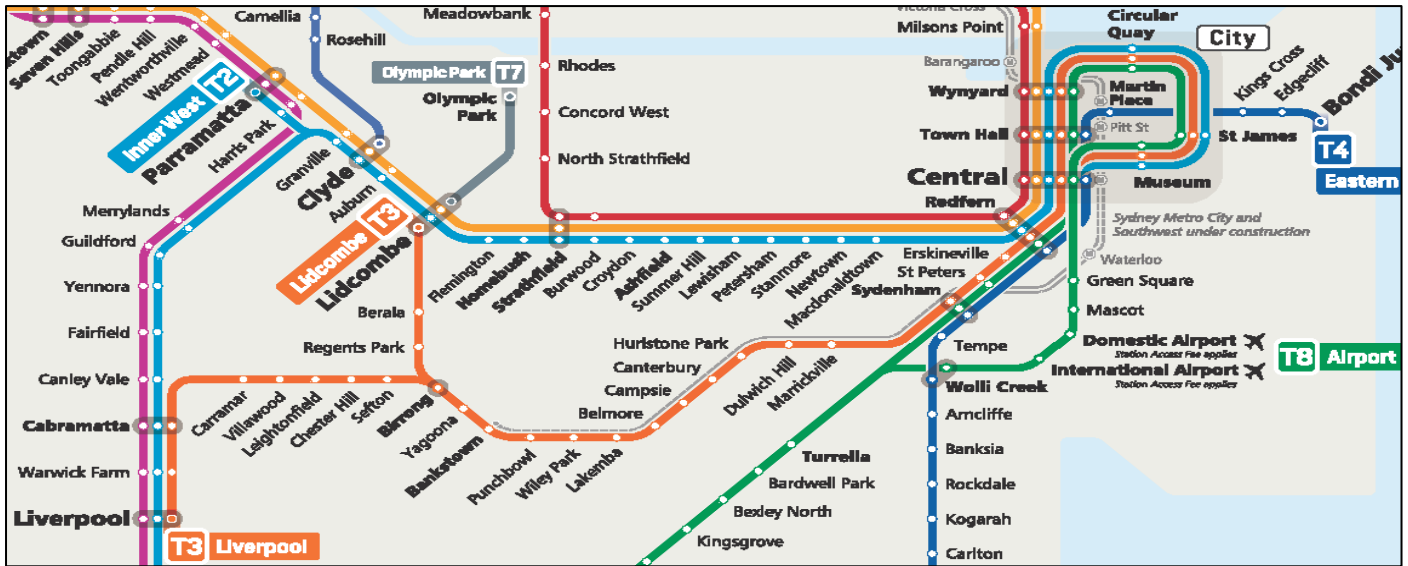 Camellia
Meadowbank
Victoria Cross
Milsons Point
Circular
Quay
City
Seven Hills
Toongabbie
Pendle Hill
Wentworthville
Westmead
Rosehill
Olympic Park T7
Olympic
Park
Rhodes
Barangaroo
Wynyard
Martin
Place
Kings Cross
Edgecliff
Bondi Ju
Inner West T2
Parramatta
Harris Park
Concord West
Town Hall
Pitt St
St James
T4
Eastern
Granville
Clyde
Auburn
North Strathfield
Central
Redfern
Museum
Merrylands
Lidcombe T3
Lidcombe
Sydney Metro City and
Southwest under construction
Guildford
Flemington
Homebush
Strathfield
Burwood
Croydon
Ashfield
Summer Hill
Lewisham
Petersham
Stanmore
Newtown
Macdonaldtown
Erskineville
St Peters
Sydenham
Waterloo
Green Square
Yennora
Berala
Mascot
Fairfield
Regents Park
Hurlstone Park
Canterbury
Campsie
Belmore
Dulwich Hill
Marrickville
Tempe
Domestic Airport
Station Access Fee applies
International Airport
Station Access Fee applies
T8 Airport
Canley Vale
Wolli Creek
Cabramatta
Carramar
Villawood
Leightonfield
Chester Hill
Sefton
Birrong
Yagoona
Bankstown
Punchbowl
Wiley Park
Lakemba
Arncliffe
Banksia
Turrella
Bardwell Park
Warwick Farm
Rockdale
Bexley North
Liverpool
Kogarah
Kingsgrove
T3 Liverpool
Carlton